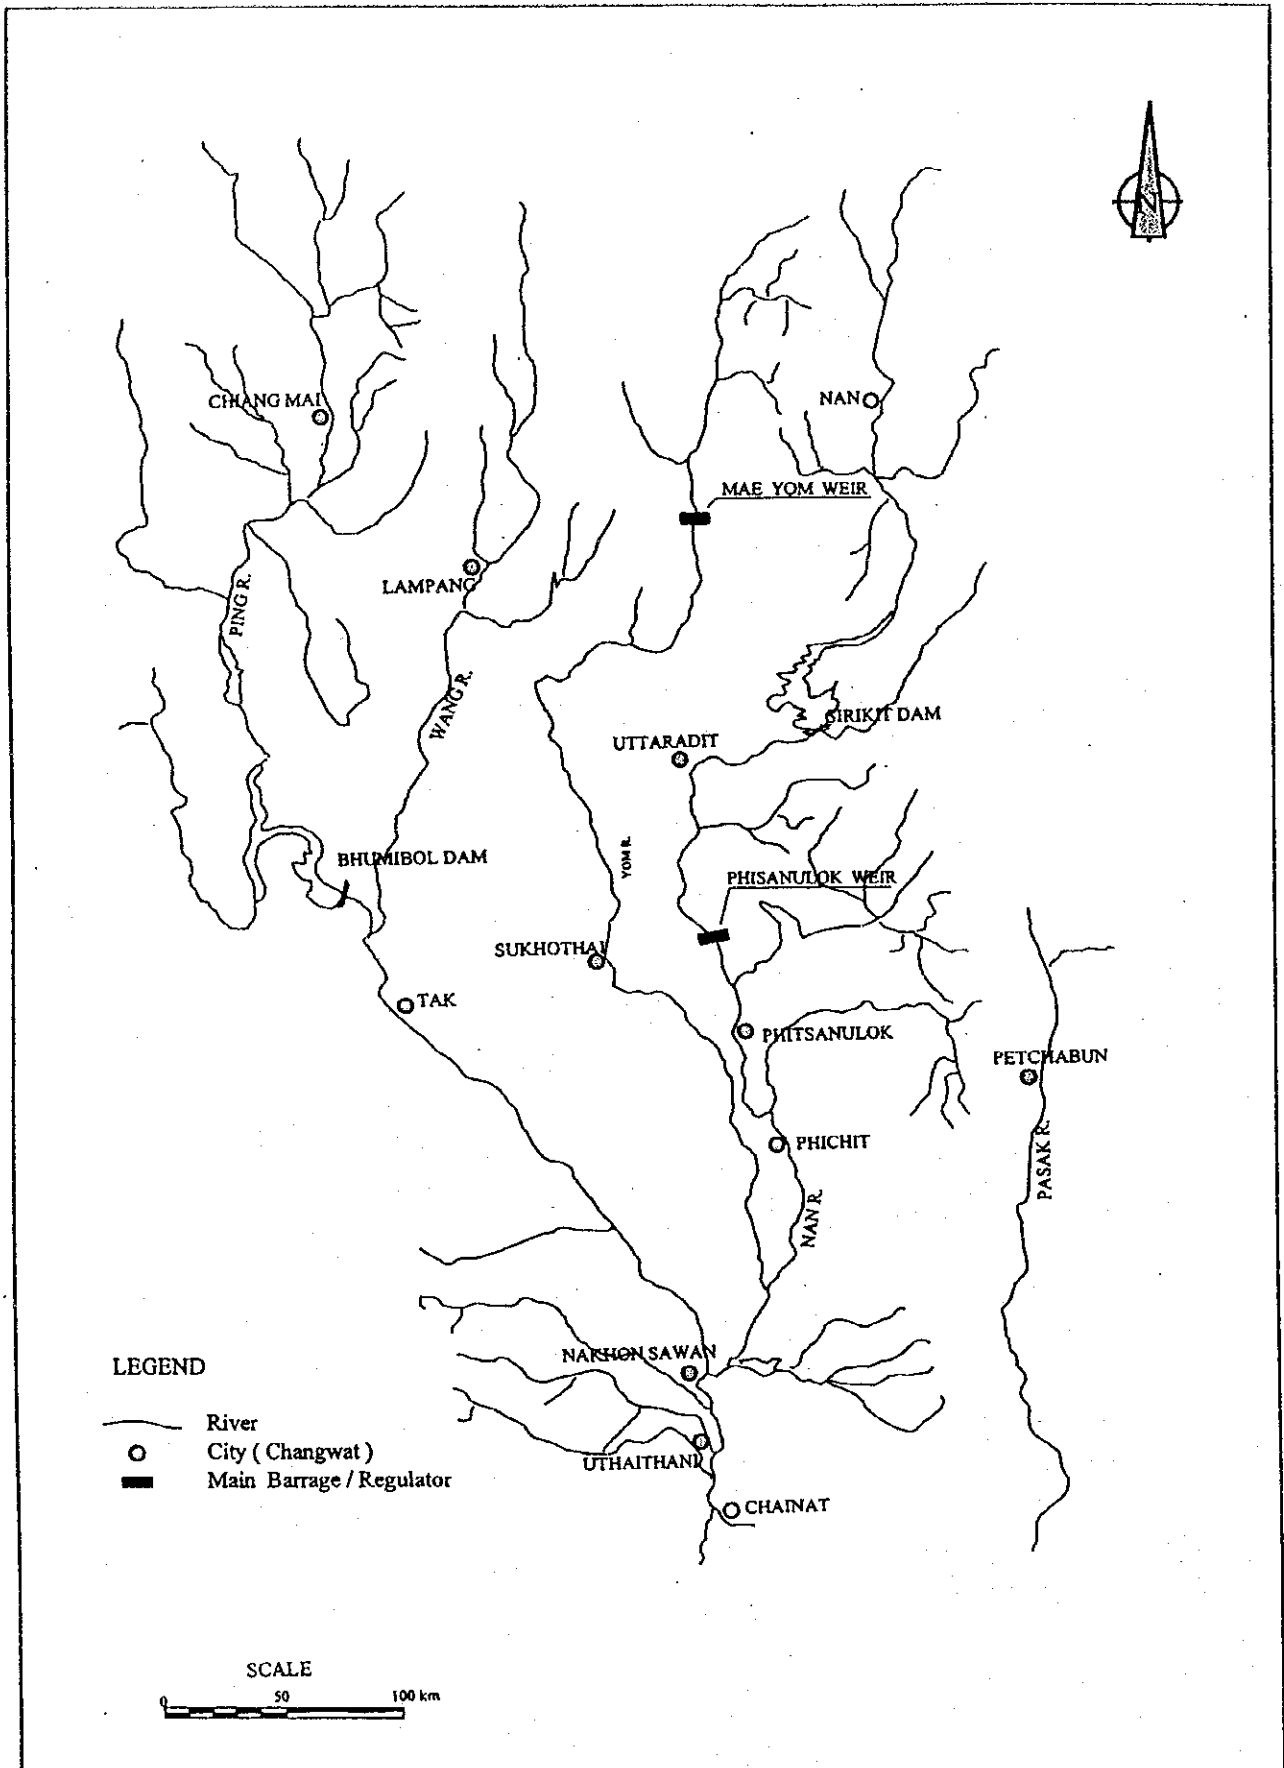 N
CHIANG MAI
NAN
MAE YOM WEIR
LAMPANG
PING R.
WANG R.
SIRIKIT DAM
UTTARADIT
YOM R.
BHUMIBOL DAM
PHISANULOK WEIR
SUKHOTHAI
TAK
PHITSANULOK
PETCHABUN
PHICHIT
PASAK R.
NAN R.
NAKHON SAWAN
LEGEND
River
City ( Changwat )
Main Barrage / Regulator
UTHAITHANI
CHAINAT
SCALE
0 50 100 km